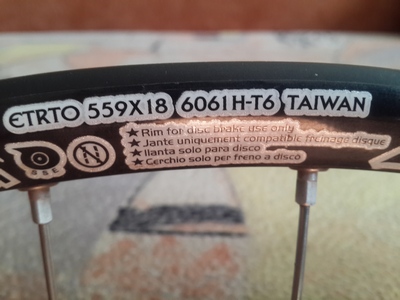 ETRTO 559X18 6061H-T6 TAIWAN
★ Rim for disc brake use only
★ Jante uniquement compatible freinage disque
★ llanta solo para disco
★ Cerchio solo per freno a disco